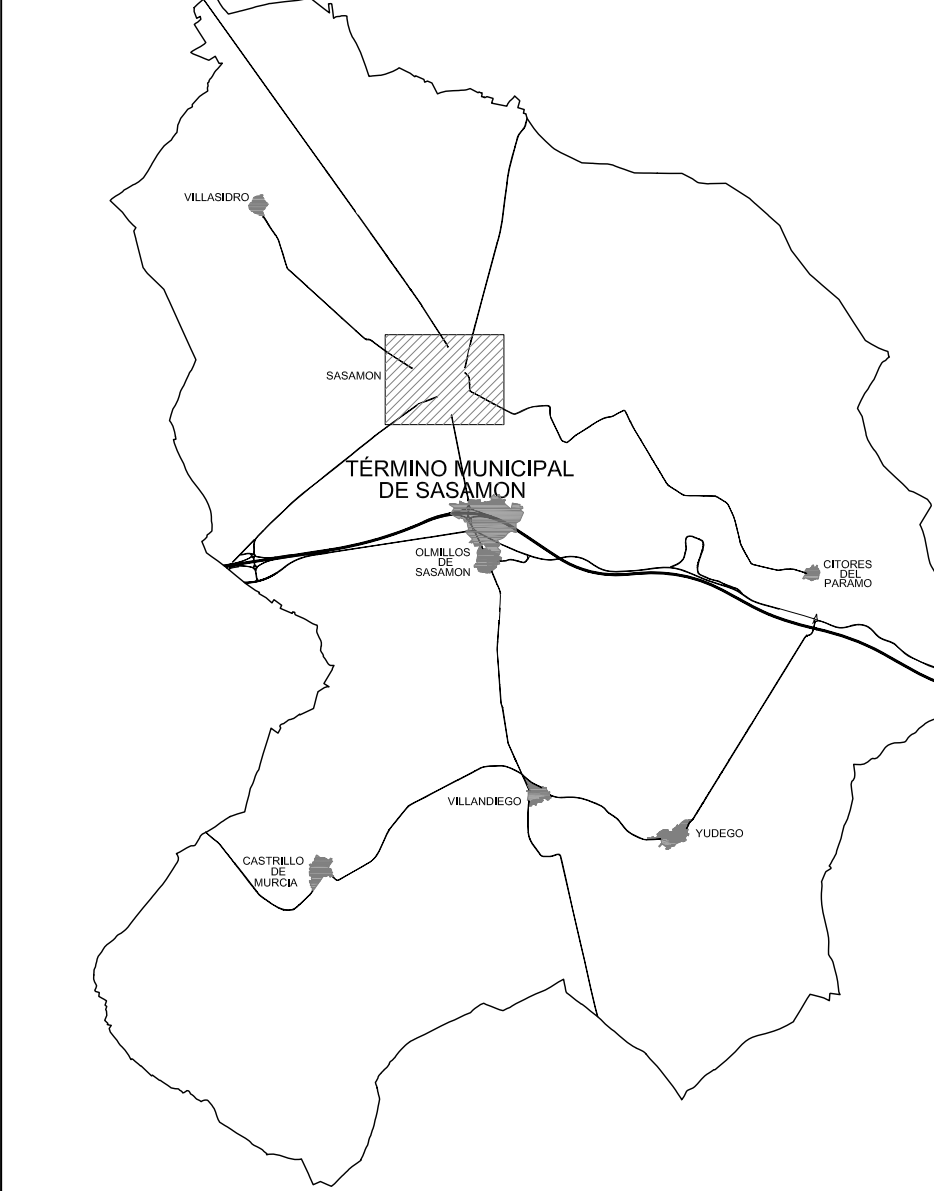 VILLASIDRO
SASAMON
TÉRMINO MUNICIPAL
DE SASAMON
OLMILLOS
DE
SASAMON
CITORES
DEL
PARAMO
VILLANDIEGO
YUDEGO
CASTRILLO
DE
MURCIA